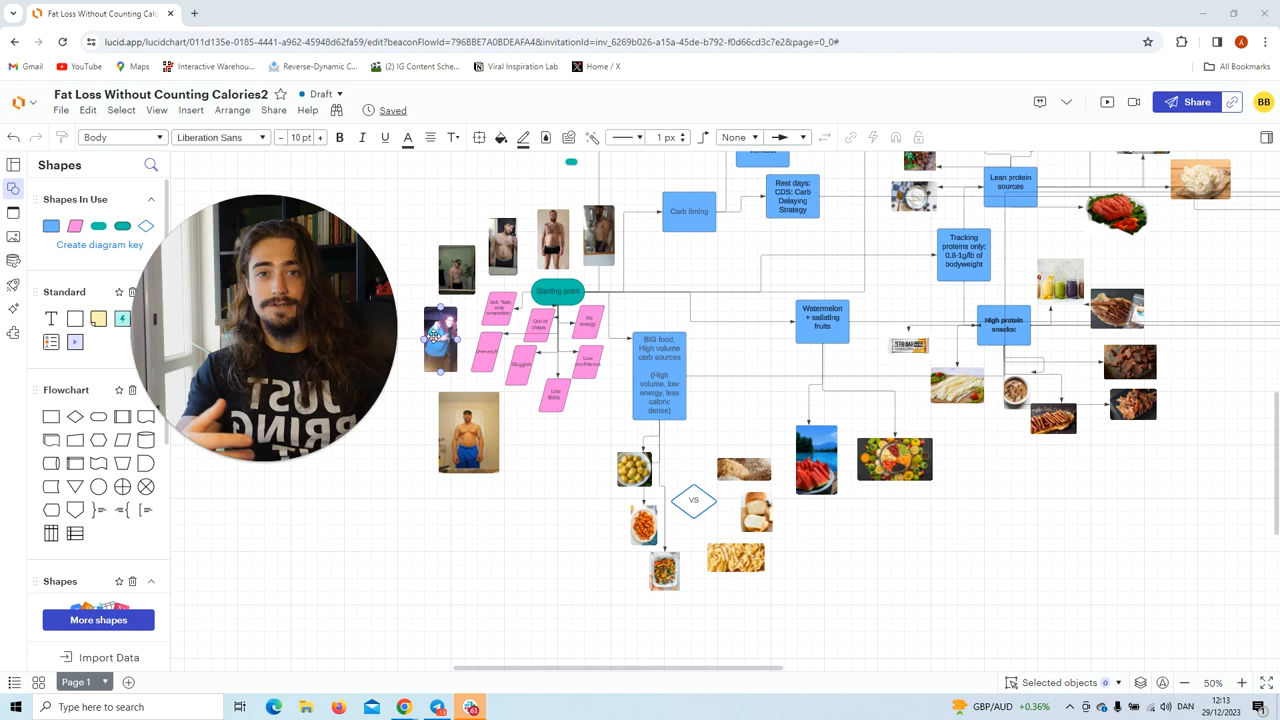 Fat Loss Without Counting Calo
lucid.app/lucidchart/011d135e-0185-4441-a962-45948d62fa59/edit?beaconFlowId=796BBE7A0BDEAFA4&invitationId=inv_6269b026-a15a-45de-b792-f0d66cd3c7e2&page=0_0#
Gmail
YouTube
Maps
Interactive Warehou...
Reverse-Dynamic C...
(2) IG Content Sche...
Viral Inspiration Lab
Home / X
All Bookmarks
Fat Loss Without Counting Calories2
Draft
File Edit Select View Insert Arrange Share Help
Saved
Share
BB
Body
Liberation Sans
10 pt
B I U A T
1 px
None
Shapes
Shapes In Use
Create diagram key
Standard
T
Flowchart
Shapes
More shapes
Import Data
workout
Carb timing
Rest days:
CDS: Carb
Delaying
Strategy
Lean protein
sources
Tracking
proteins only:
0.8-1g/lb of
bodyweight
Starting point
Out of
shape
No
energy
Sluggish
Low
confidence
Low
libido
BIG food,
High volume
carb sources
(High
volume, low
energy, less
caloric
dense)
Watermelon
+ satiating
fruits
High protein
snacks:
VS
JUST
BRING
Page 1
Selected objects 0
50%
Type here to search
GBP/AUD +0.36%
DAN
12:13
29/12/2023